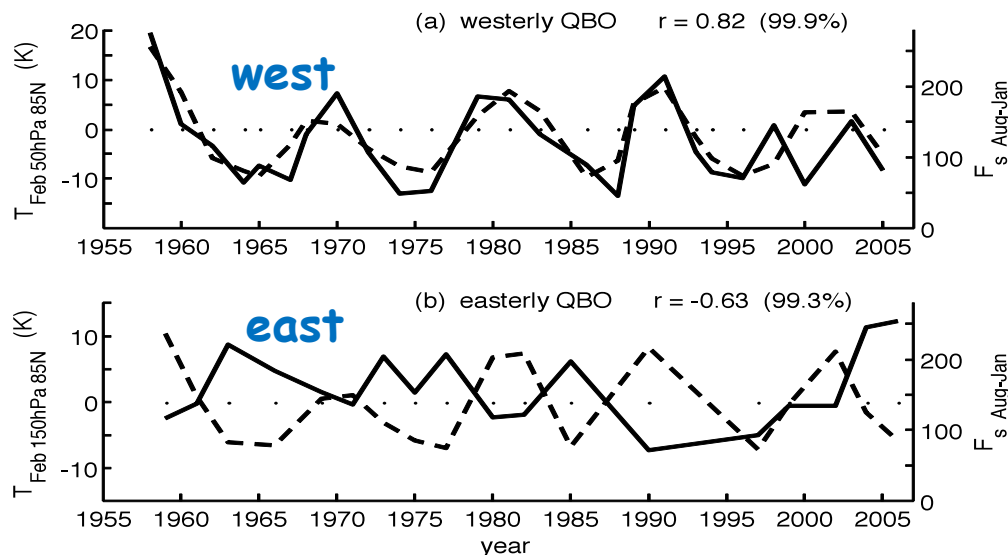 (a) westerly QBO r = 0.82 (99.9%)
west
T Feb 50hPa 85N (K)
20
10
0
-10
200
100
0
F s Aug-Jan
1955 1960 1965 1970 1975 1980 1985 1990 1995 2000 2005
(b) easterly QBO r = -0.63 (99.3%)
east
T Feb 150hPa 85N (K)
10
0
-10
200
100
0
F s Aug-Jan
1955 1960 1965 1970 1975 1980 1985 1990 1995 2000 2005
year